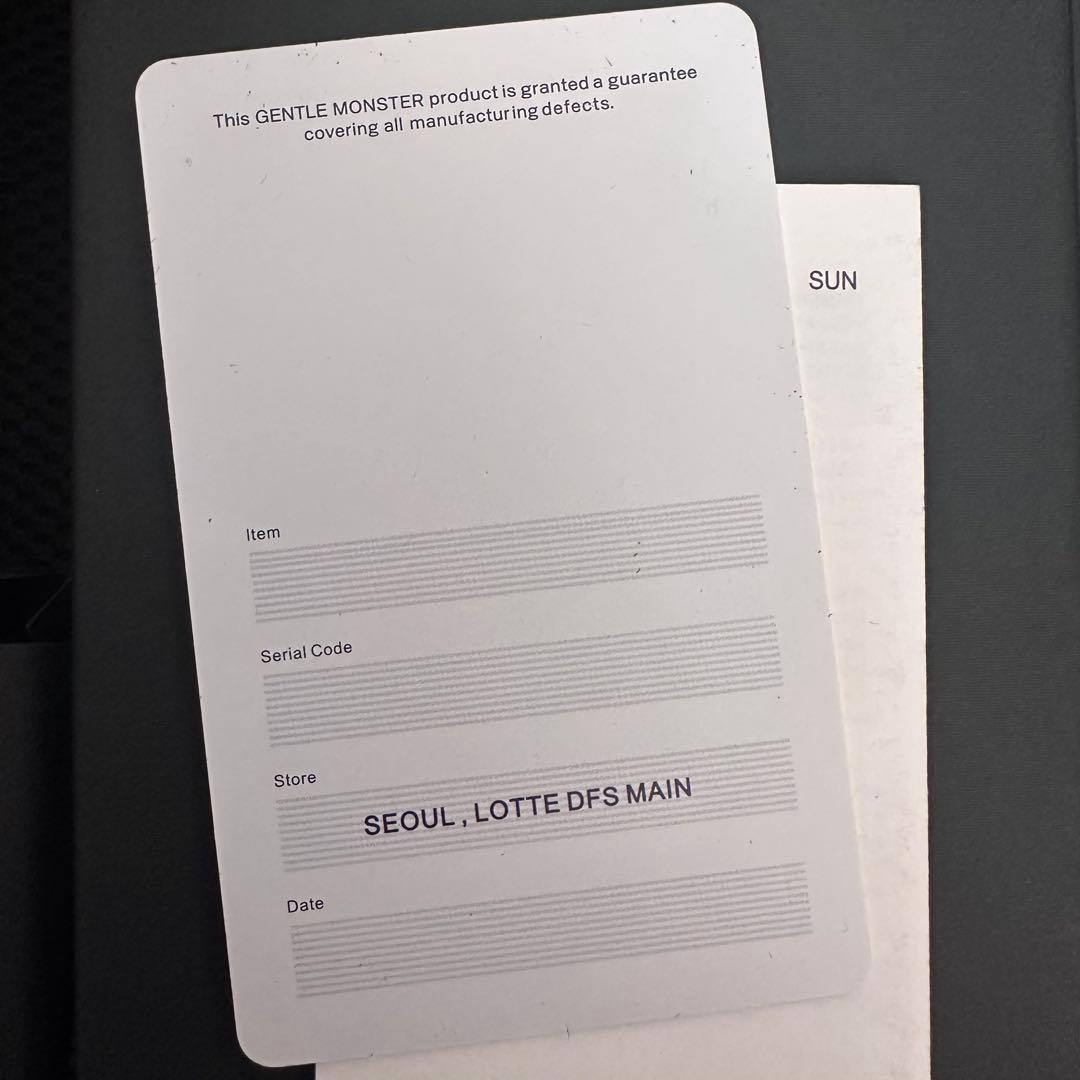 This GENTLE MONSTER product is granted a guarantee
covering all manufacturing defects.
SUN
Item
Serial Code
Store
SEOUL , LOTTE DFS MAIN
Date